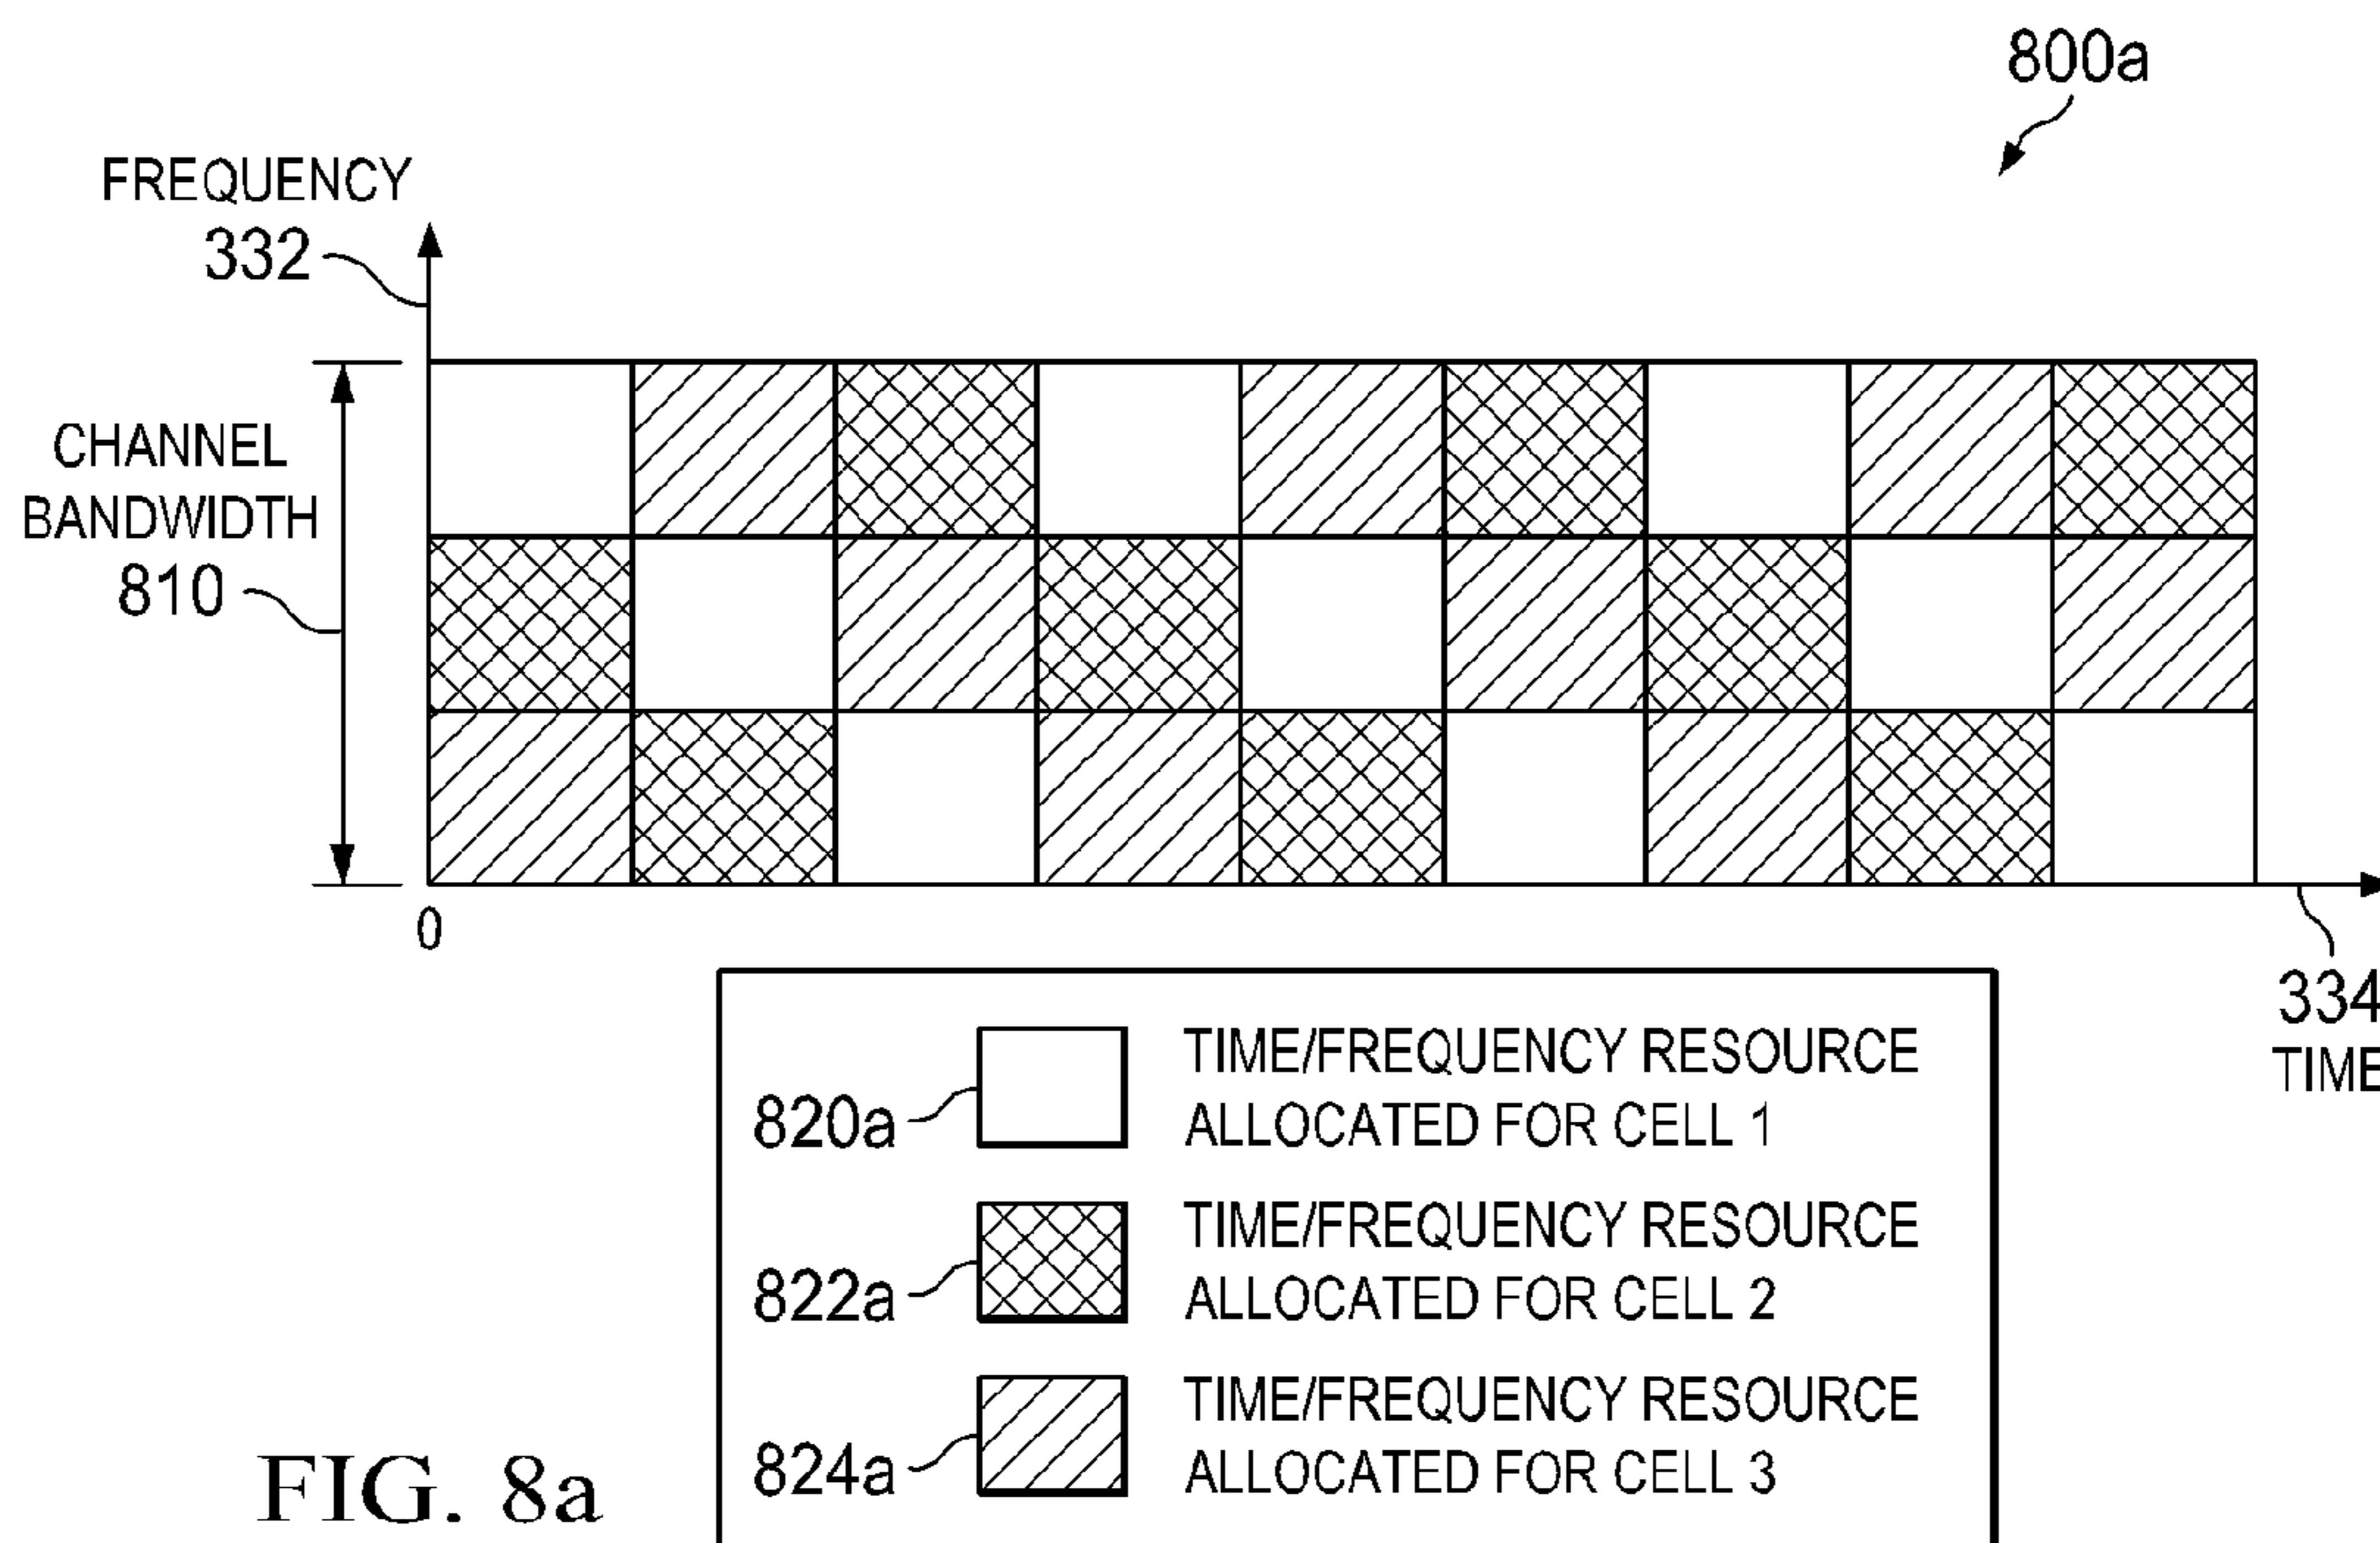 800a
FREQUENCY
332
CHANNEL
BANDWIDTH
810
0
334
TIME
820a
TIME/FREQUENCY RESOURCE
ALLOCATED FOR CELL 1
822a
TIME/FREQUENCY RESOURCE
ALLOCATED FOR CELL 2
824a
TIME/FREQUENCY RESOURCE
ALLOCATED FOR CELL 3
FIG. 8a